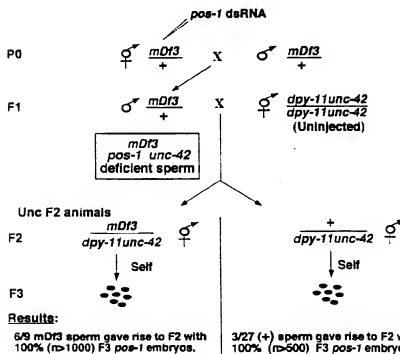 pos-1 dsRNA
P0 mDf3 / + X mDf3 / +
F1 mDf3 / + X dpy-11unc-42 / dpy-11unc-42
(Uninjected)
mDf3
pos-1 unc-42
deficient sperm
Unc F2 animals
F2 mDf3 / dpy-11unc-42 + / dpy-11unc-42
Self Self
F3
Results:
6/9 mDf3 sperm gave rise to F2 with
100% (n>1000) F3 pos-1 embryos.
3/27 (+) sperm gave rise to F2 w
100% (n>500) F3 pos-1 embryo